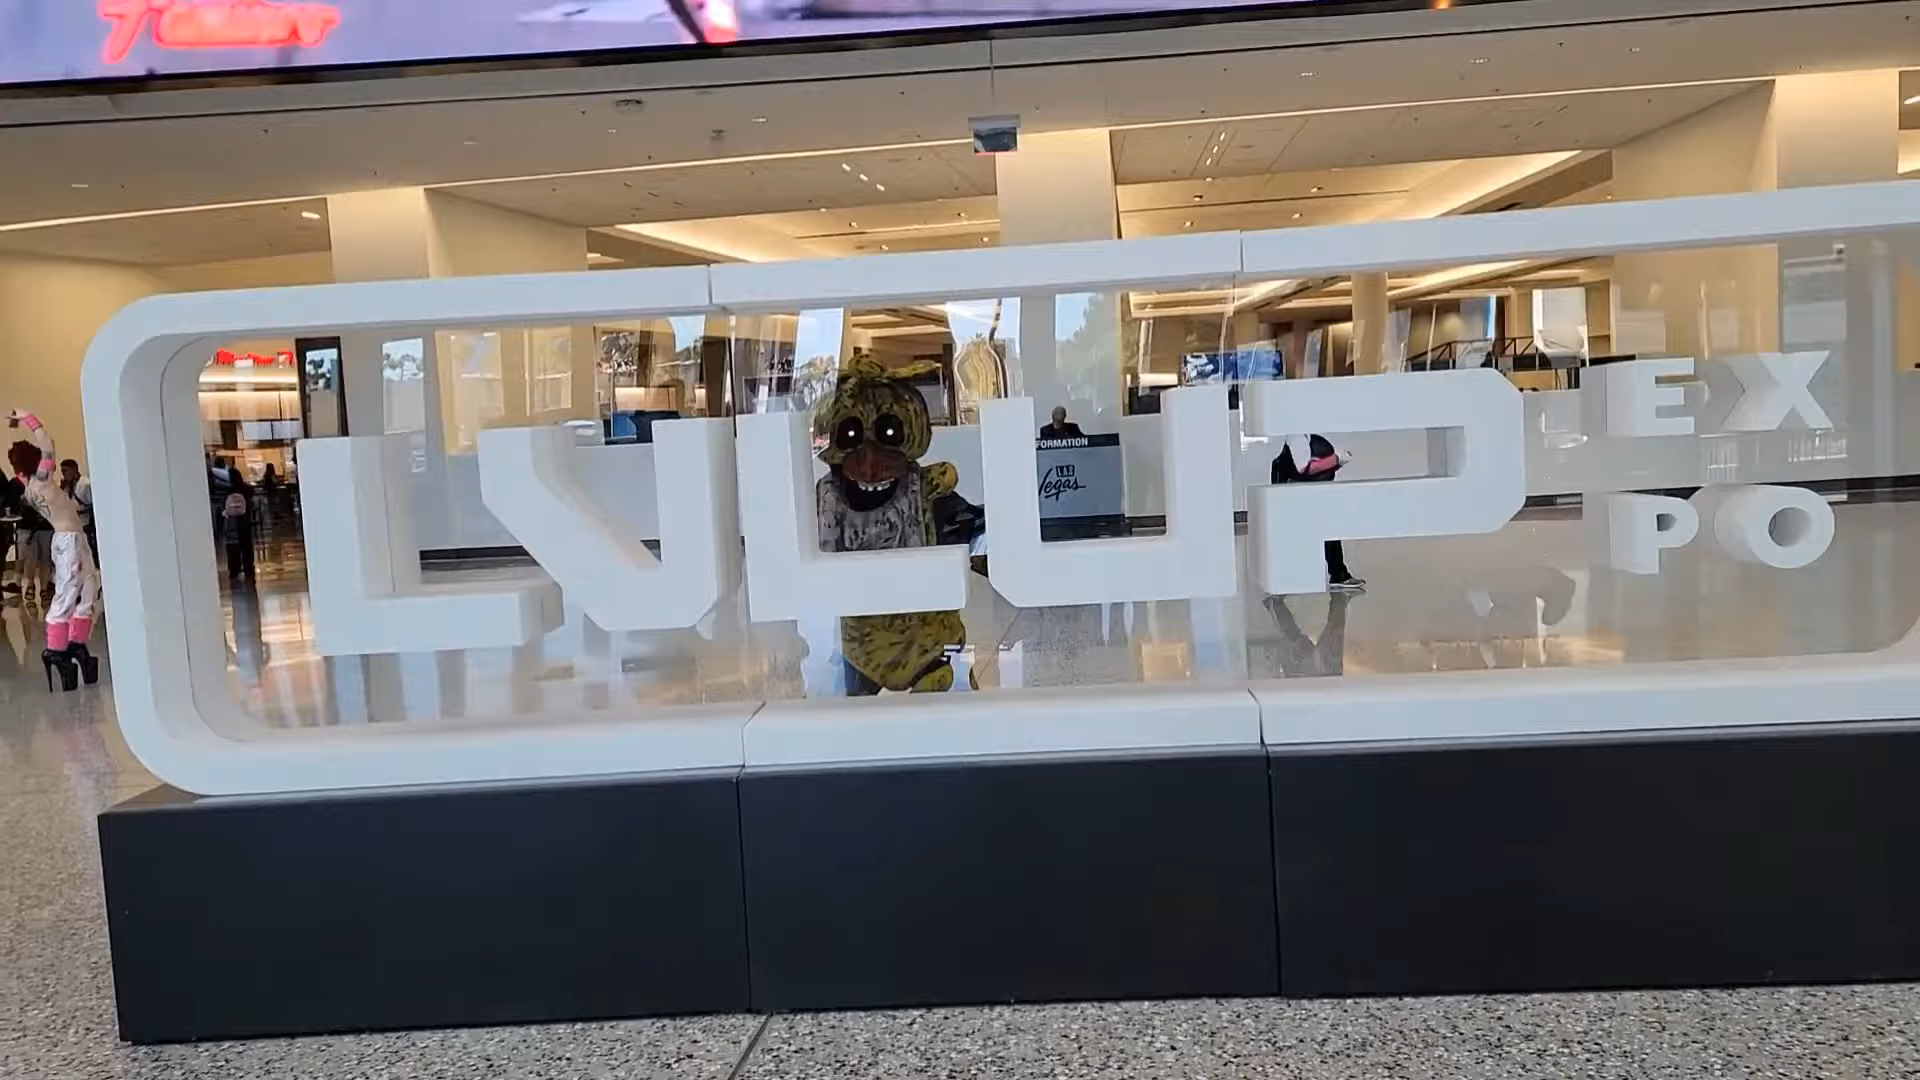 LVLUP
EX
PO
FORMATION
LAS
Vegas